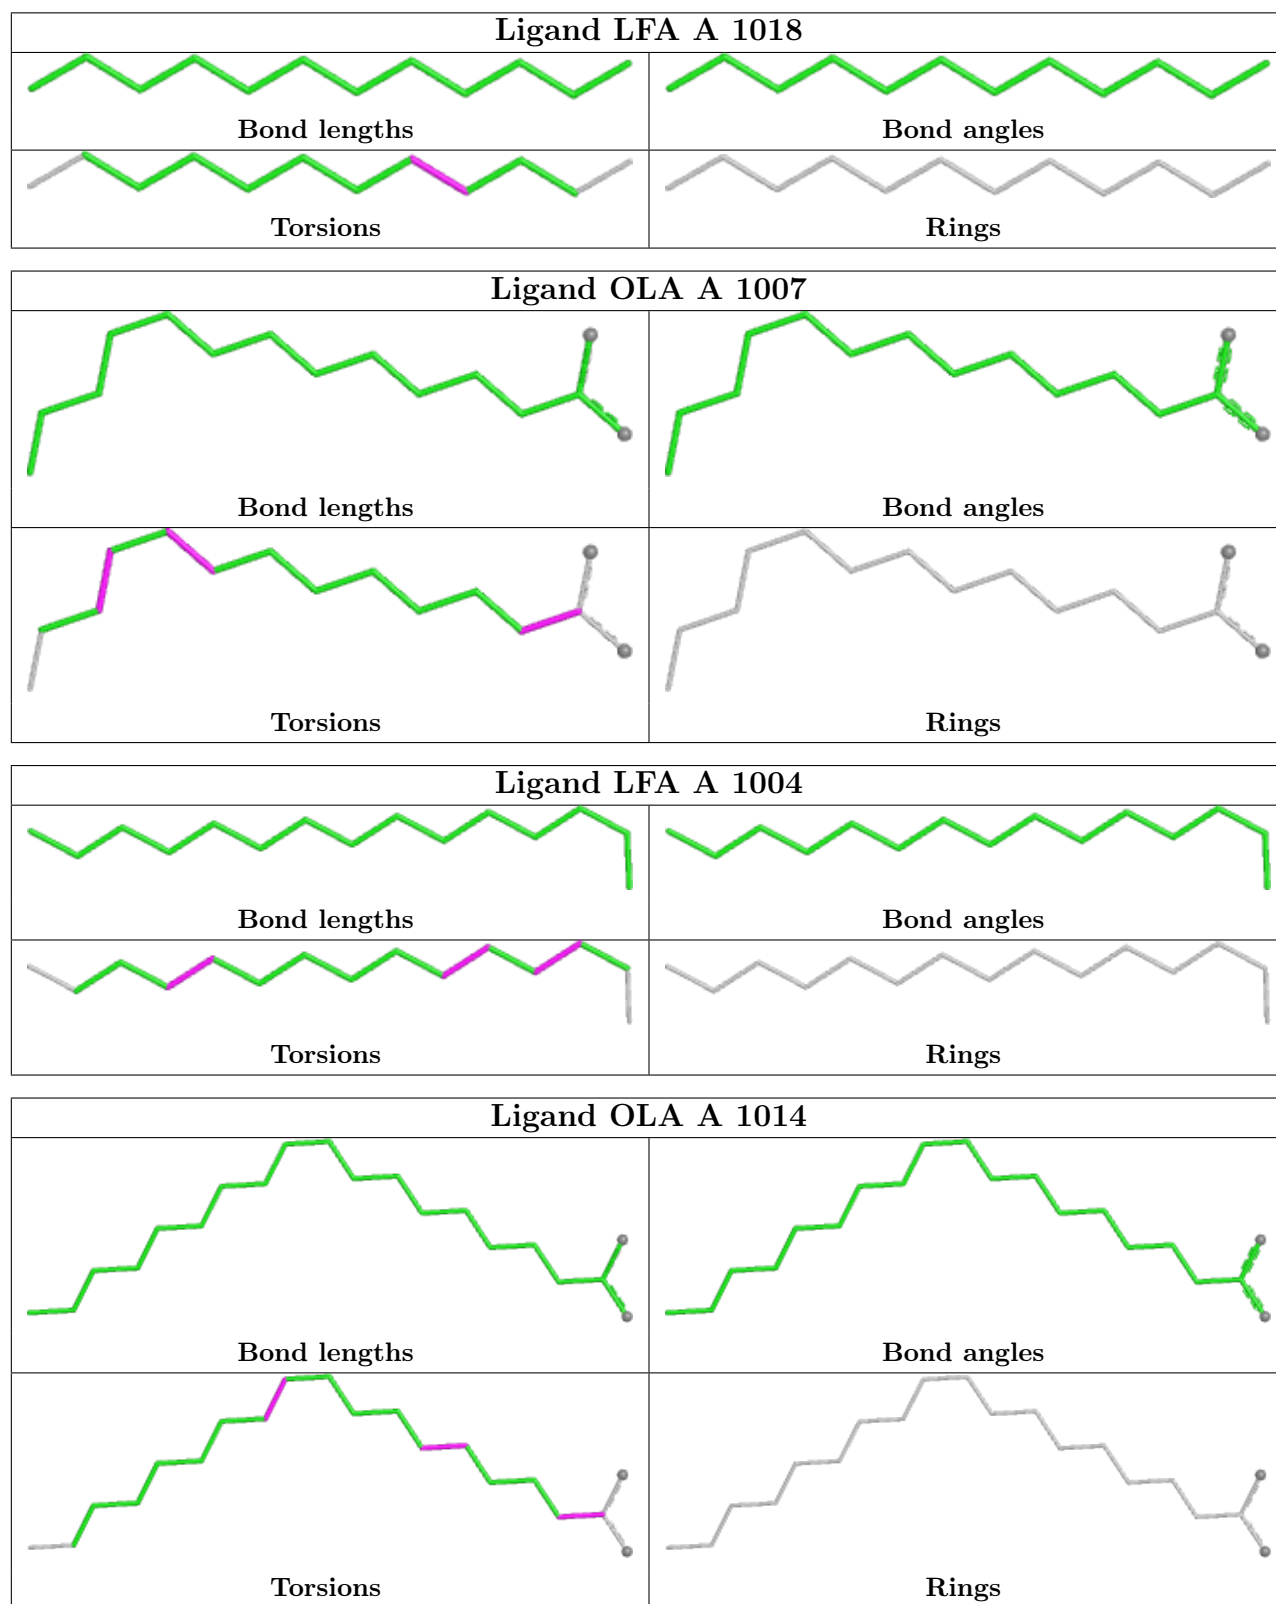 Ligand LFA A 1018
Bond lengths
Bond angles
Torsions
Rings
Ligand OLA A 1007
Bond lengths
Bond angles
Torsions
Rings
Ligand LFA A 1004
Bond lengths
Bond angles
Torsions
Rings
Ligand OLA A 1014
Bond lengths
Bond angles
Torsions
Rings